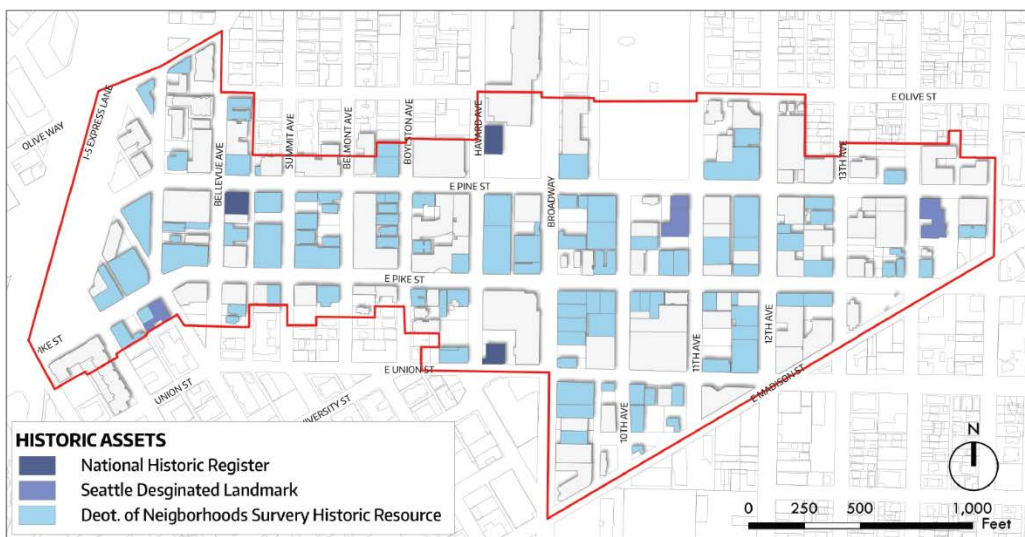 E OLIVE ST
OLIVE WAY
I-5 EXPRESS LANE
BELLEVUE AVE
SUMMIT AVE
BELMONT AVE
BOYLSTON AVE
HAVARD AVE
BROADWAY
13TH AVE
E PINE ST
E PIKE ST
PIKE ST
UNION ST
E UNION ST
UNIVERSITY ST
10TH AVE
11TH AVE
12TH AVE
E MADISON ST
HISTORIC ASSETS
National Historic Register
Seattle Desginated Landmark
Deot. of Neigborhoods Survery Historic Resource
N
0 250 500 1,000
Feet